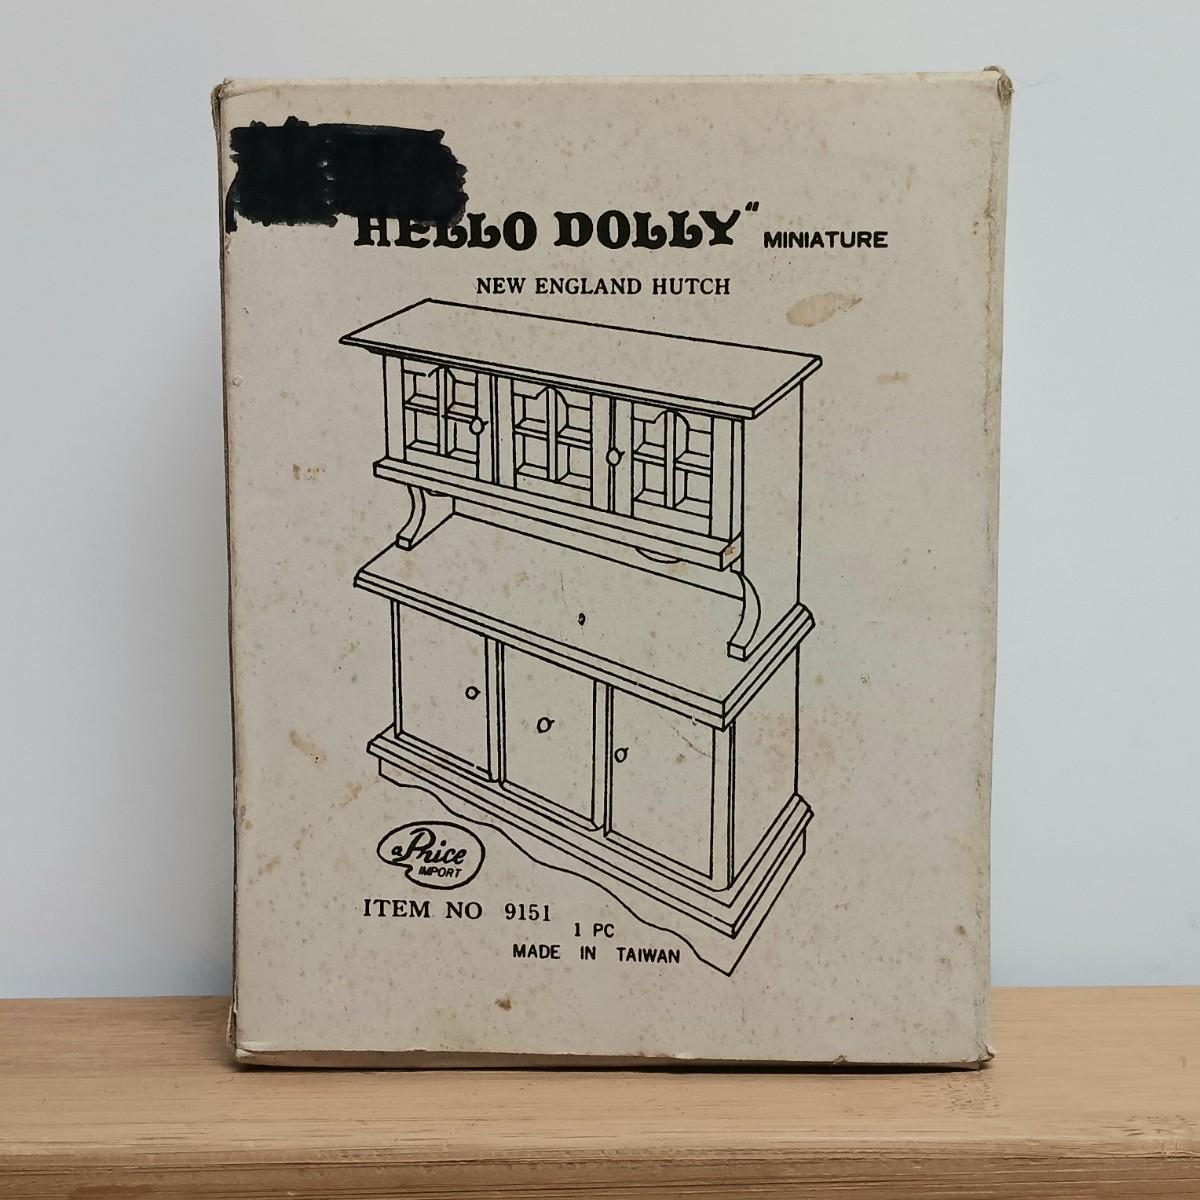 HELLO DOLLY" MINIATURE
NEW ENGLAND HUTCH
a Price
IMPORT
ITEM NO 9151
1 PC
MADE IN TAIWAN